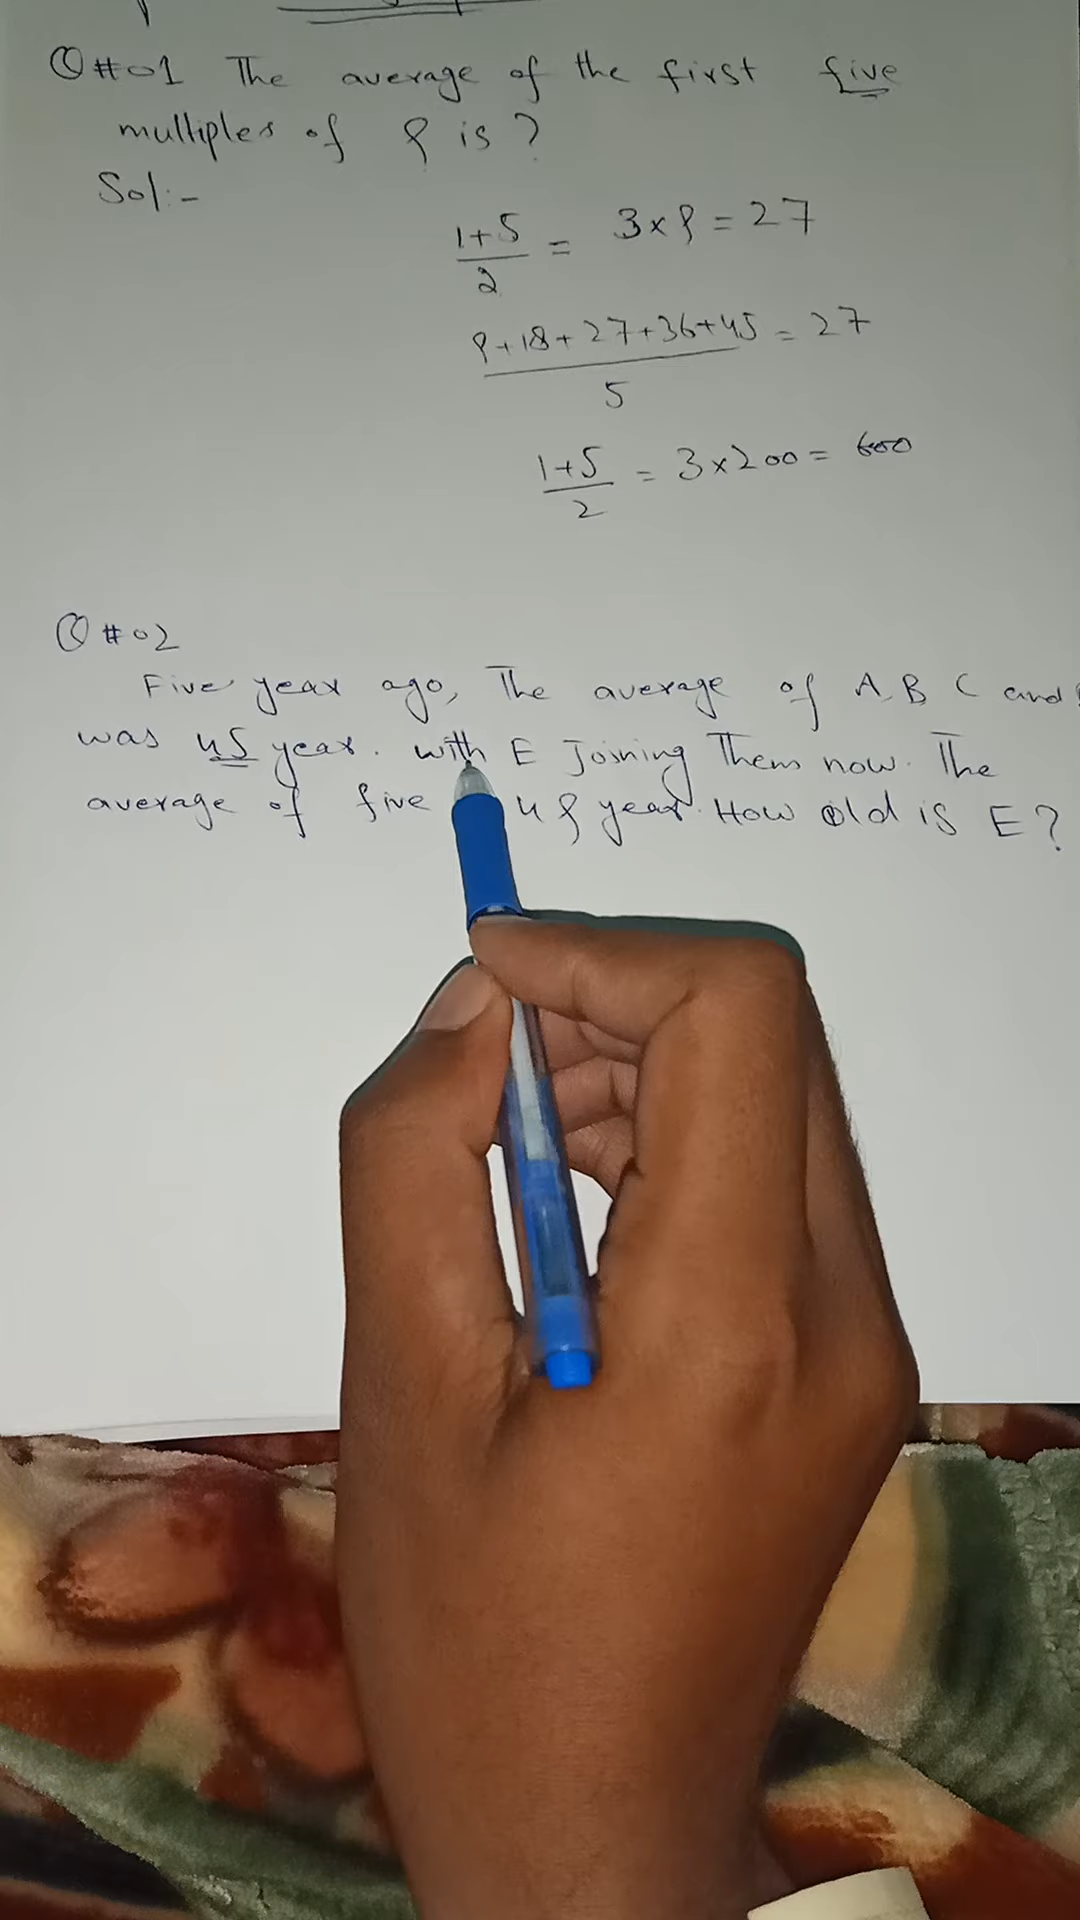 Q#01 The average of the first five
multiples of 9 is ?
Sol:-
1+5/2 = 3×9 = 27
9+18+27+36+45/5 = 27
1+5/2 = 3×200 = 600
Q#02
Five year ago, The average of A B C and
was 45 year. with E Joining Them now. The
average of five 49 year. How old is E?